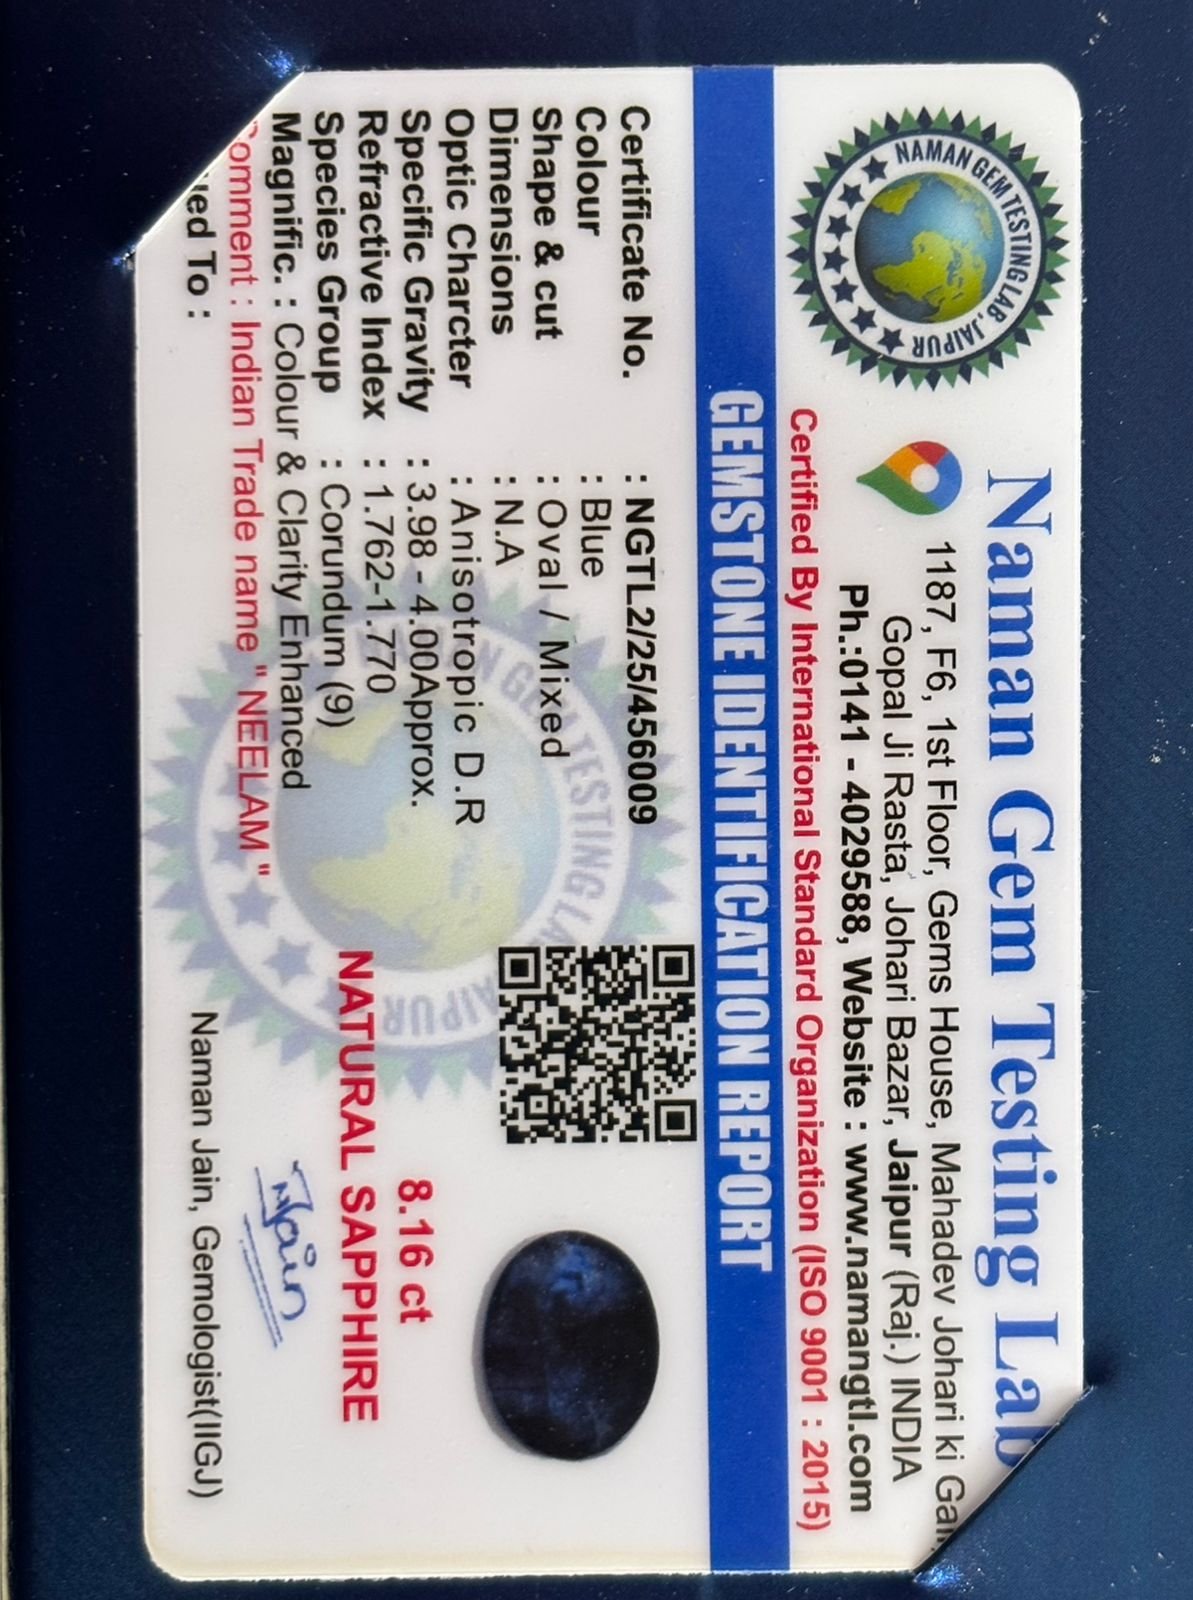 NAMAN GEM TESTING LAB, JAIPUR
Naman Gem Testing Lab
1187, F6, 1st Floor, Gems House, Mahadev Johari ki
Gopal Ji Rasta, Johari Bazar, Jaipur (Raj.) INDIA
Ph.:0141 - 4029588, Website : www.namangtl.com
Certified By International Standard Organization (ISO 9001 : 2015)
GEMSTONE IDENTIFICATION REPORT
Certificate No. : NGTL2/25/456009
Colour : Blue
Shape & cut : Oval / Mixed
Dimensions : N.A
Optic Charcter : Anisotropic D.R
Specific Gravity : 3.98 - 4.00Approx.
Refractive Index : 1.762-1.770
Species Group : Corundum (9)
Magnific. : Colour & Clarity Enhanced
Comment : Indian Trade name " NEELAM "
To :
8.16 ct
NATURAL SAPPHIRE
NJain
Naman Jain, Gemologist(IIGJ)